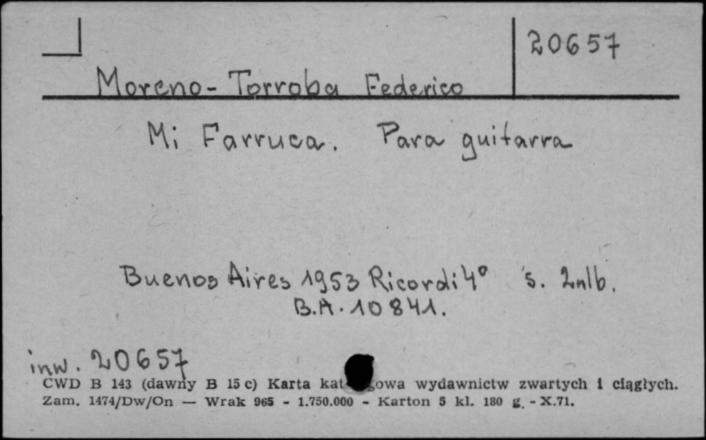 20657
Moreno-Torroba Federico
Mi Farruca. Para guitarra
Buenos Aires 1953 Ricordi 4° s. 2nlb.
B.A. 10841.
inw. 20657
CWD B 143 (dawny B 15 c) Karta kat owa wydawnictw zwartych i ciągłych.
Zam. 1474/Dw/On — Wrak 965 - 1.750.000 - Karton 5 kl. 180 g. - X.71.